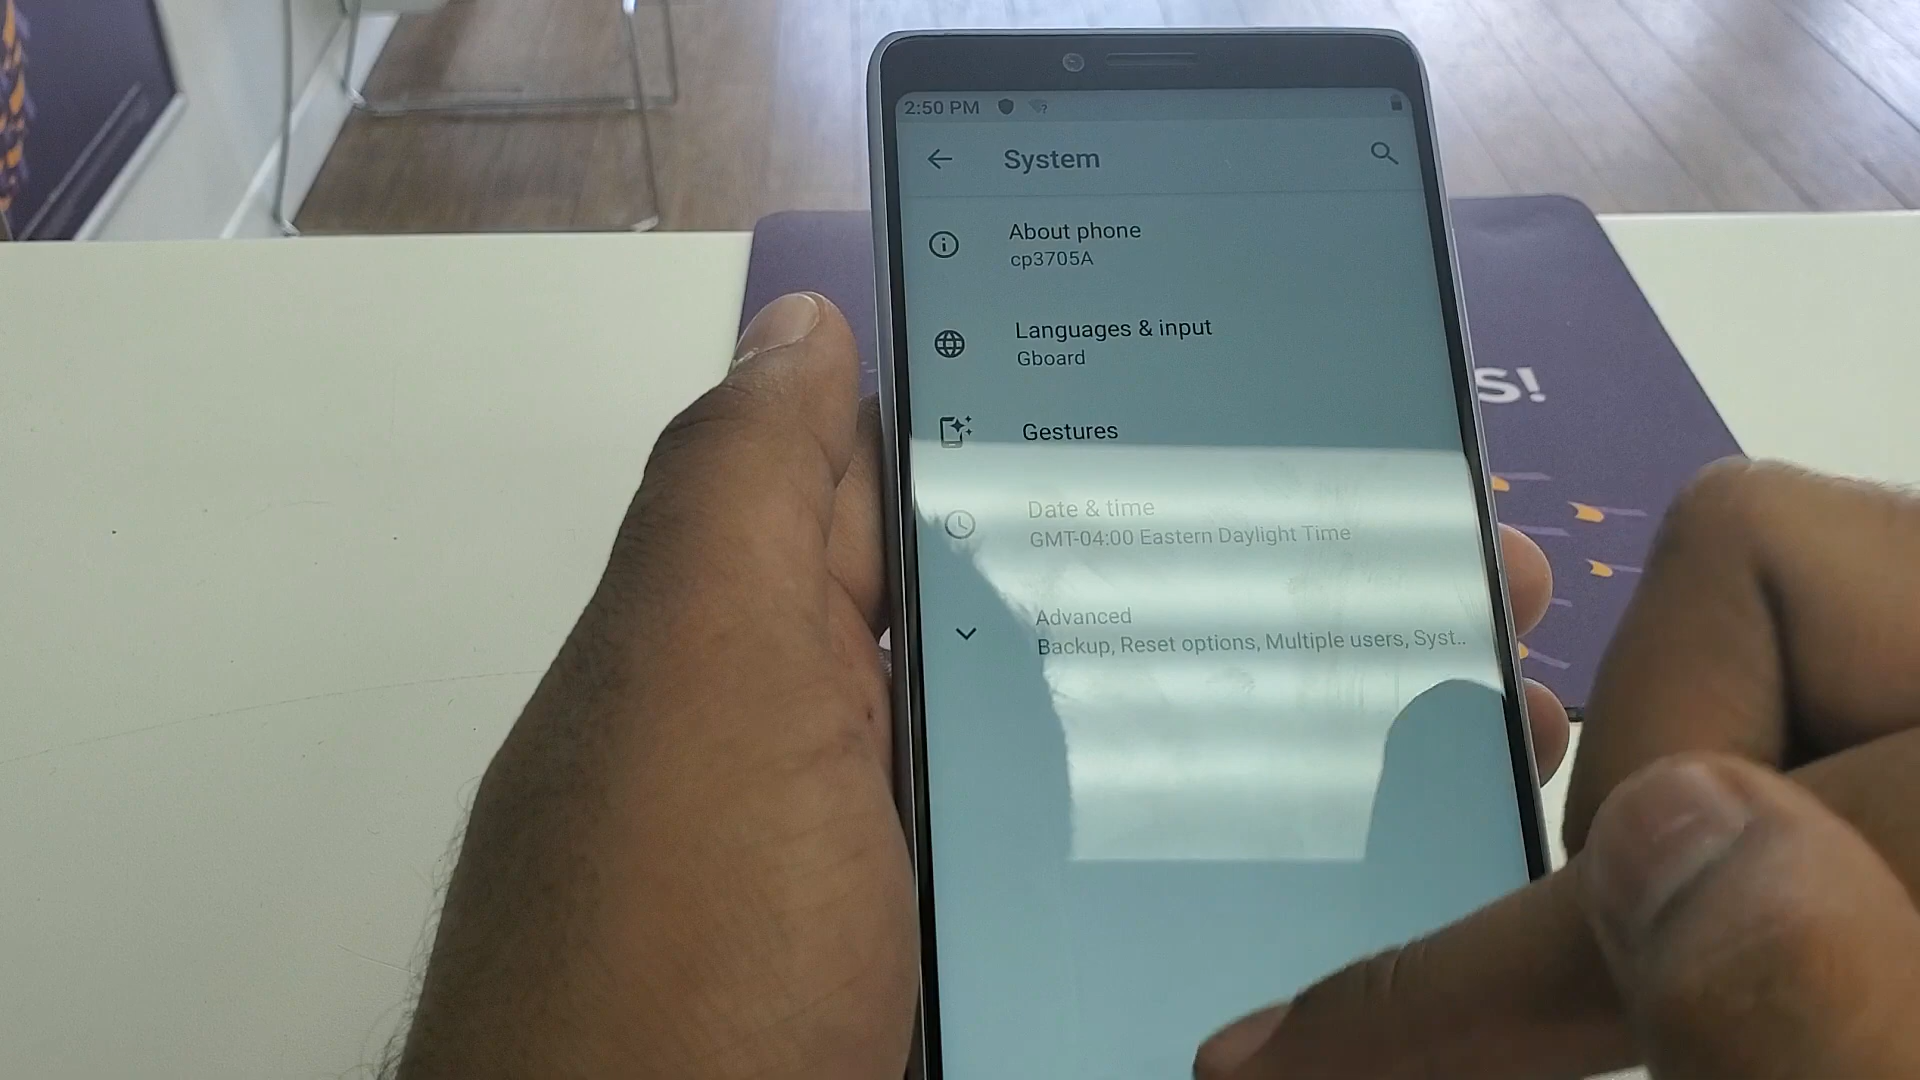 2:50 PM
System
About phone
cp3705A
Languages & input
Gboard
S!
Gestures
Date & time
GMT-04:00 Eastern Daylight Time
Advanced
Backup, Reset options, Multiple users, Syst..